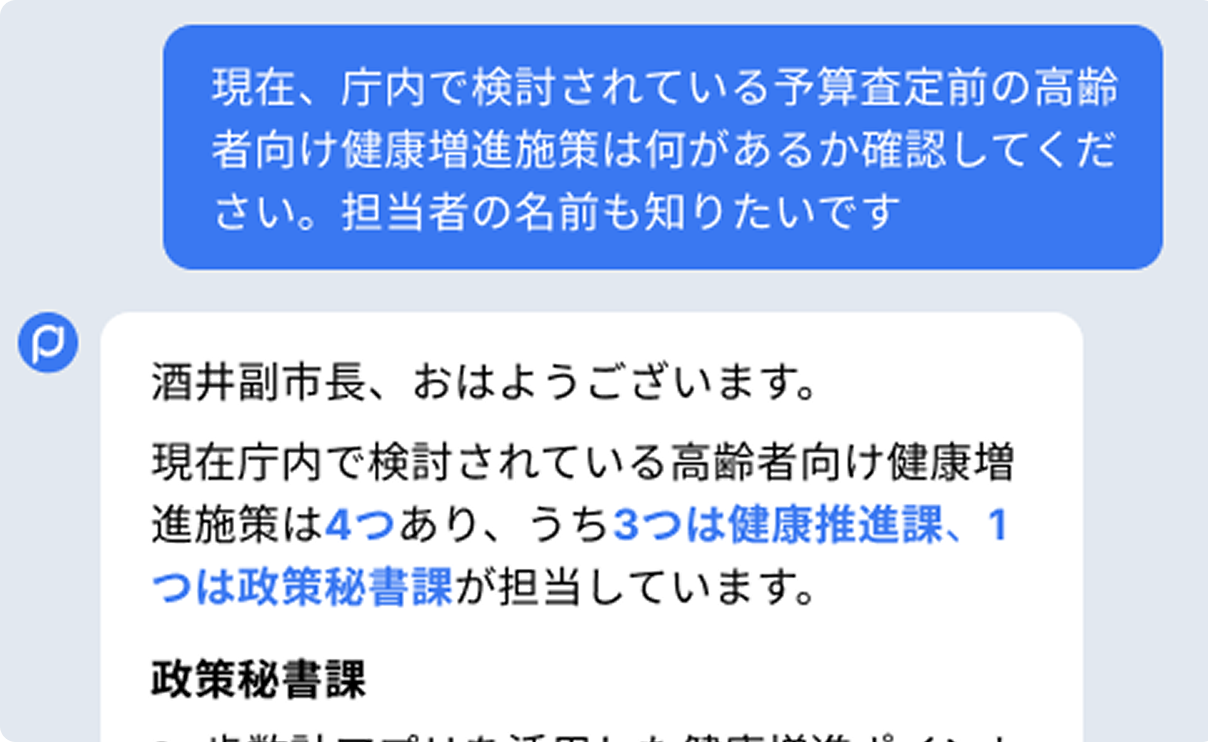 現在、庁内で検討されている予算査定前の高齢
者向け健康増進施策は何があるか確認してくだ
さい。担当者の名前も知りたいです
酒井副市長、おはようございます。
現在庁内で検討されている高齢者向け健康増
進施策は4つあり、うち3つは健康推進課、1
つは政策秘書課が担当しています。
政策秘書課